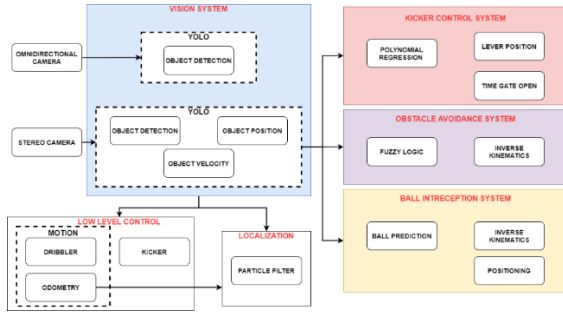 VISION SYSTEM
YOLO
OMNIDIRECTIONAL
CAMERA
OBJECT DETECTION
YOLO
STEREO CAMERA
OBJECT DETECTION
OBJECT POSITION
OBJECT VELOCITY
KICKER CONTROL SYSTEM
POLYNOMIAL
REGRESSION
LEVER POSITION
TIME GATE OPEN
OBSTACLE AVOIDANCE SYSTEM
FUZZY LOGIC
INVERSE
KINEMATICS
BALL INTRECEPTION SYSTEM
BALL PREDICTION
INVERSE
KINEMATICS
POSITIONING
LOW LEVEL CONTROL
MOTION
DRIBBLER
KICKER
ODOMETRY
LOCALIZATION
PARTICLE FILTER